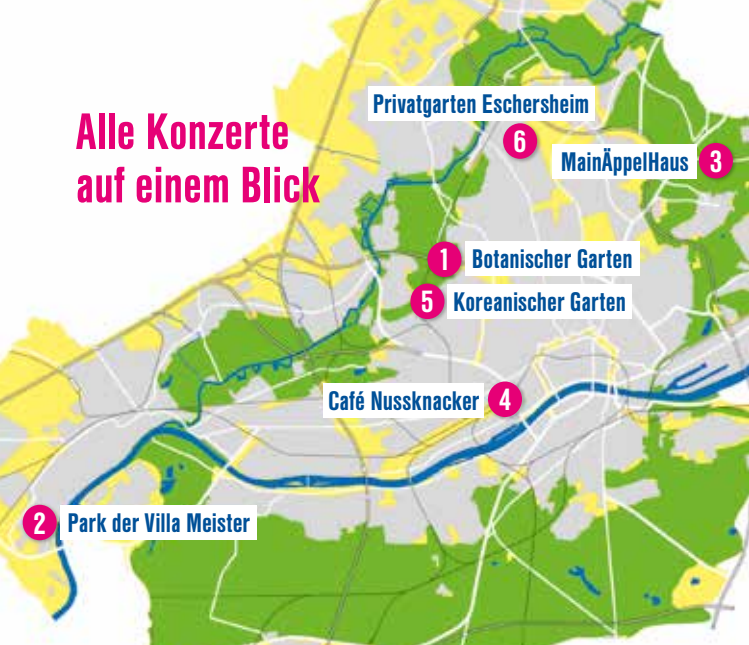 Alle Konzerte
auf einem Blick
Privatgarten Eschersheim
6
MainÄppelHaus 3
1 Botanischer Garten
5 Koreanischer Garten
Café Nussknacker 4
2 Park der Villa Meister